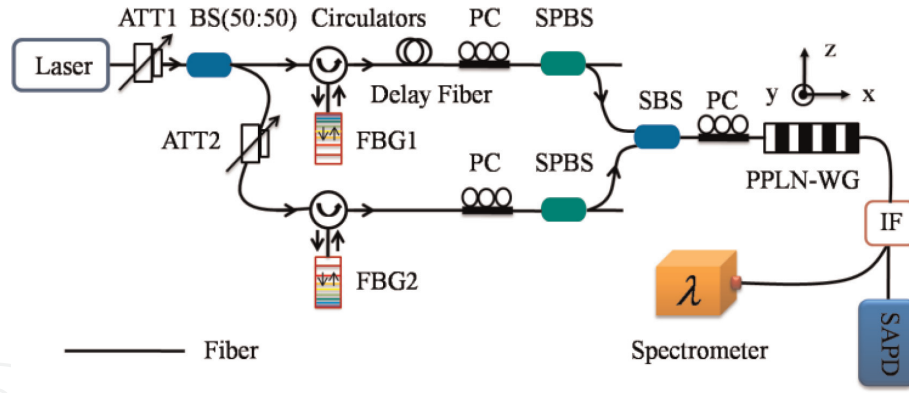 ATT1 BS(50:50) Circulators PC SPBS
Laser
Delay Fiber
z
y x
ATT2
FBG1
SBS PC
PC SPBS
PPLN-WG
IF
FBG2
λ
SAPD
Fiber
Spectrometer